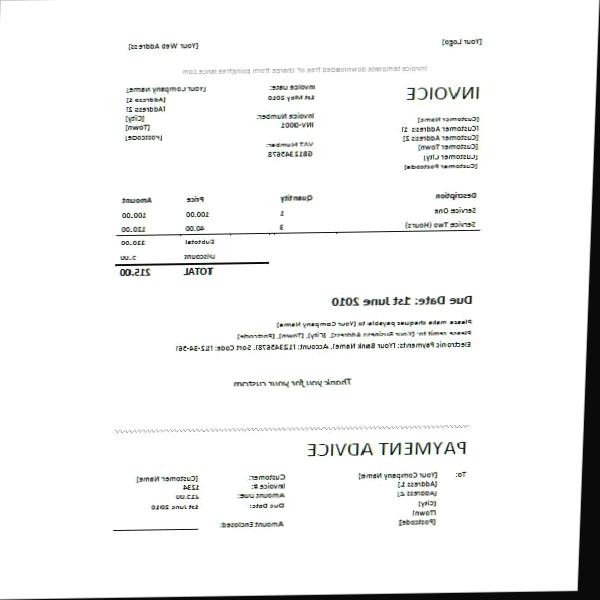 [Your Logo] [Your Web Address]
Invoice template downloaded free of charge from goingfreelance.com
INVOICE
[Customer Name]
[Customer Address 1]
[Customer Address 2]
[Customer Town]
[Customer City]
[Customer Postcode]
Invoice Date:
1st May 2010
Invoice Number:
INV-0001
VAT Number:
GB12345678
[Your Company Name]
[Address 1]
[Address 2]
[City]
[Town]
[Postcode]
Description Quantity Price Amount
Service One 1 100.00 100.00
Service Two (Hours) 3 40.00 120.00
Subtotal 220.00
Discount 5.00
TOTAL 215.00
Due Date: 1st June 2010
Please make cheques payable to [Your Company Name]
Please remit to: [Your Business Address], [City], [Town], [Postcode]
Electronic Payments: [Your Bank Name]. Account: [12345678]. Sort Code: [12-34-56]
Thank you for your custom
PAYMENT ADVICE
To: [Your Company Name]
[Address 1]
[Address 2]
[City]
[Town]
[Postcode]
Customer: [Customer Name]
Invoice #: 1234
Amount Due: 215.00
Due Date: 1st June 2010
Amount Enclosed: